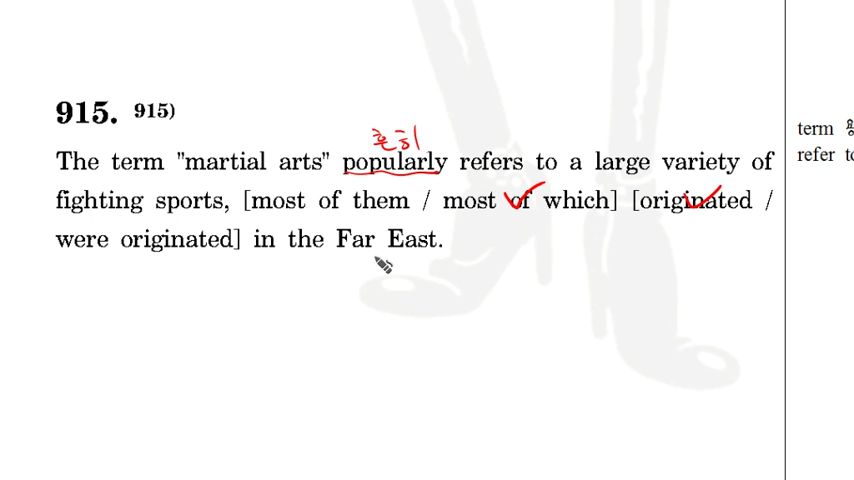 915. 915)
흔히
The term "martial arts" popularly refers to a large variety of
fighting sports, [most of them / most of which] [originated /
were originated] in the Far East.
term
refer to